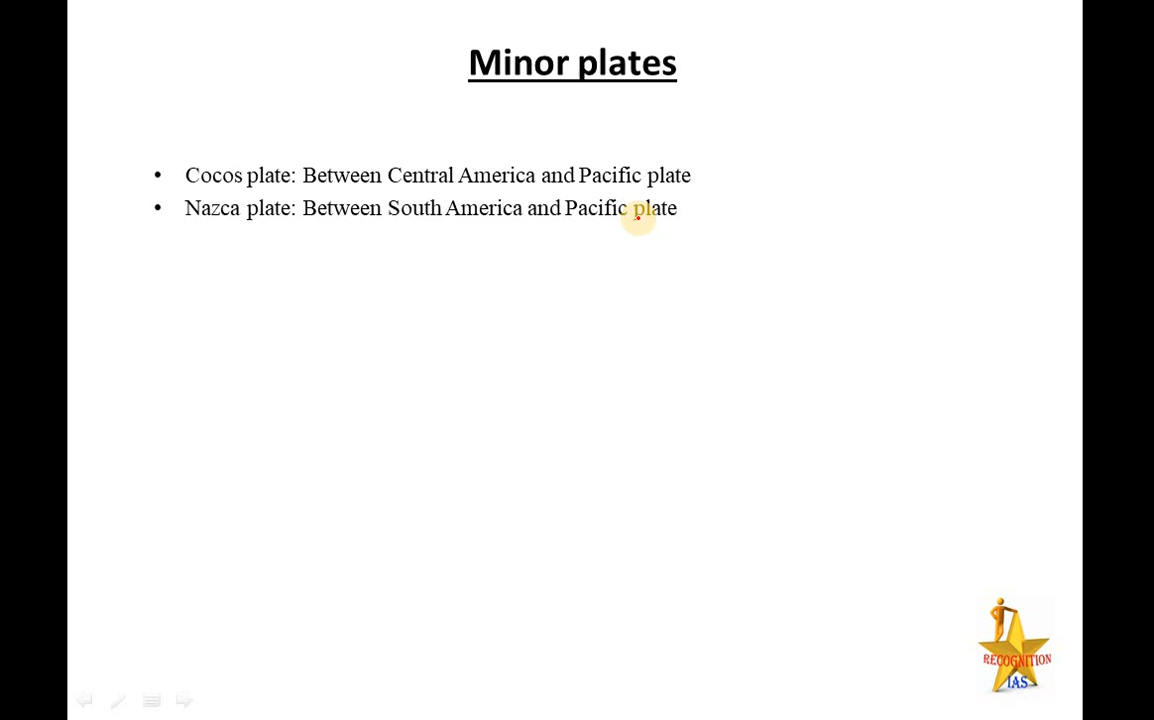 Minor plates
• Cocos plate: Between Central America and Pacific plate
• Nazca plate: Between South America and Pacific plate
RECOGNITION
IAS